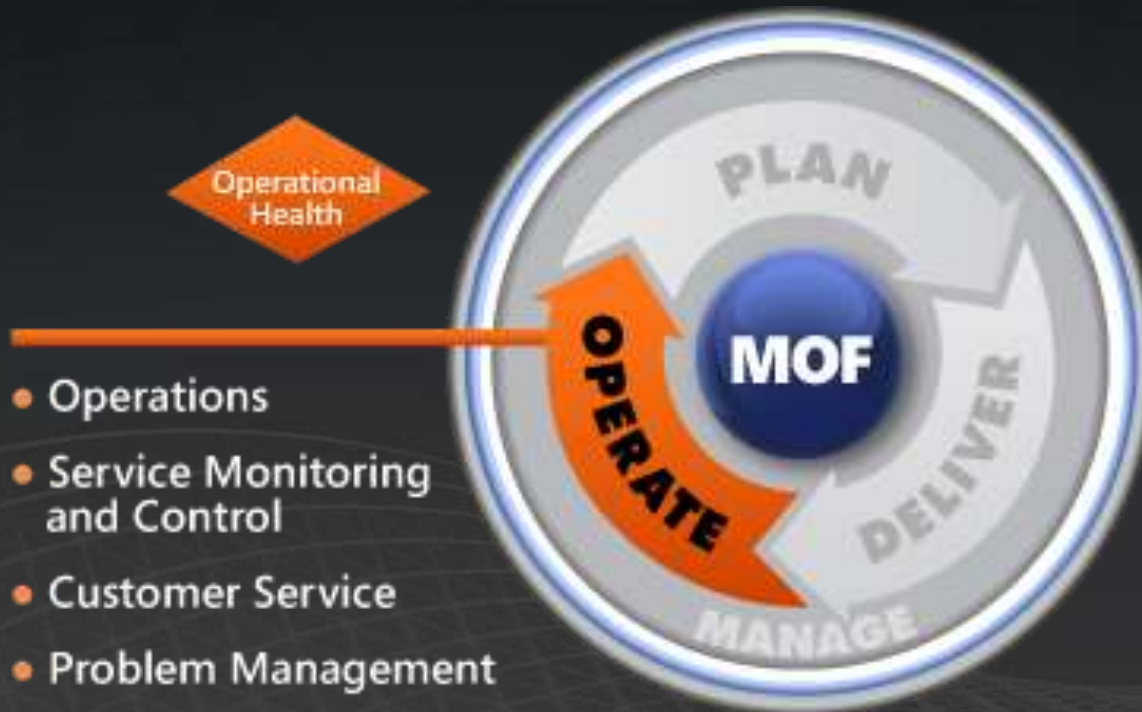 Operational
Health
PLAN
MOF
OPERATE
DELIVER
MANAGE
• Operations
• Service Monitoring
and Control
• Customer Service
• Problem Management